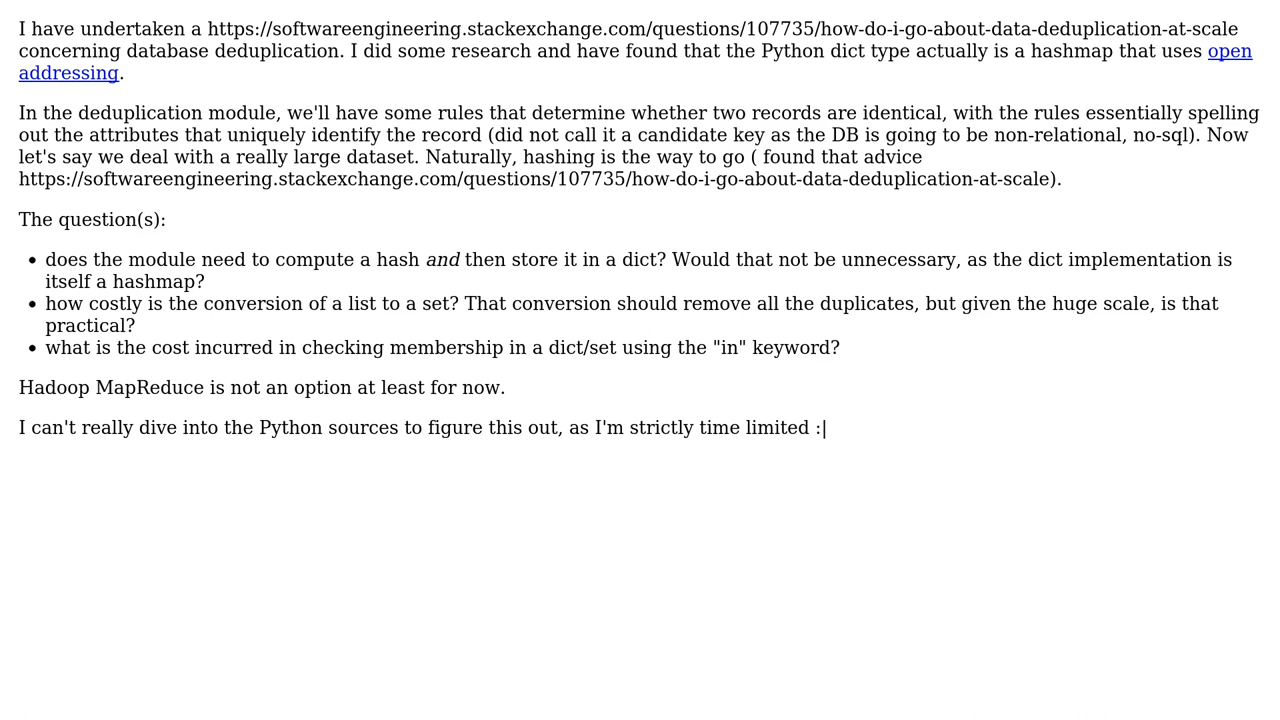 I have undertaken a https://softwareengineering.stackexchange.com/questions/107735/how-do-i-go-about-data-deduplication-at-scale
concerning database deduplication. I did some research and have found that the Python dict type actually is a hashmap that uses open
addressing.
In the deduplication module, we'll have some rules that determine whether two records are identical, with the rules essentially spelling
out the attributes that uniquely identify the record (did not call it a candidate key as the DB is going to be non-relational, no-sql). Now
let's say we deal with a really large dataset. Naturally, hashing is the way to go ( found that advice
https://softwareengineering.stackexchange.com/questions/107735/how-do-i-go-about-data-deduplication-at-scale).
The question(s):
• does the module need to compute a hash and then store it in a dict? Would that not be unnecessary, as the dict implementation is
itself a hashmap?
• how costly is the conversion of a list to a set? That conversion should remove all the duplicates, but given the huge scale, is that
practical?
• what is the cost incurred in checking membership in a dict/set using the "in" keyword?
Hadoop MapReduce is not an option at least for now.
I can't really dive into the Python sources to figure this out, as I'm strictly time limited :|